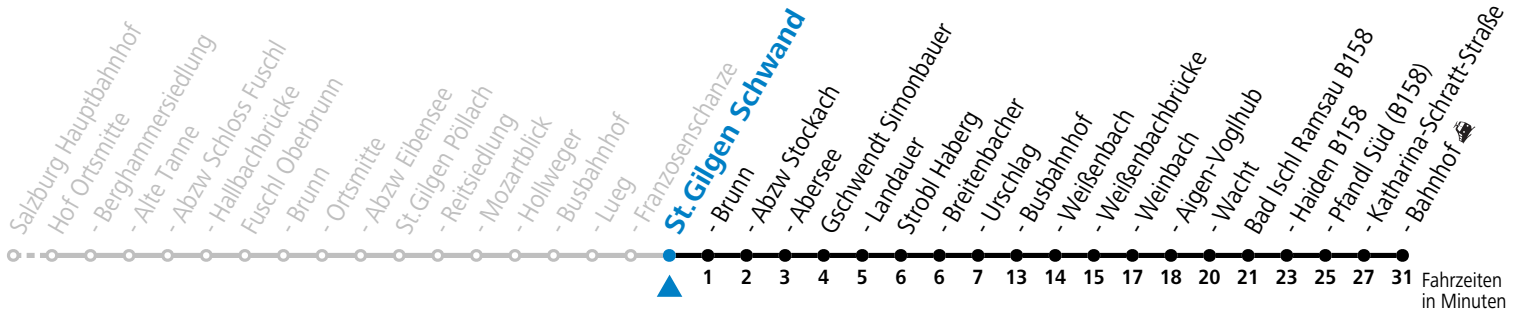 Salzburg Hauptbahnhof
Hof Ortsmitte
- Berghammersiedlung
- Alte Tanne
- Abzw Schloss Fuschl
- Hallbachbrücke
Fuschl Oberbrunn
- Brunn
- Ortsmitte
- Abzw Eibensee
St.Gilgen Pöllach
- Reitsiedlung
- Mozartblick
- Hollweger
- Busbahnhof
- Lueg
- Franzosenschanze
St.Gilgen Schwand
- Brunn
- Abzw Stockach
- Abersee
Gschwendt Simonbauer
- Landauer
Strobl Haberg
- Breitenbacher
- Urschlag
- Busbahnhof
- Weißenbach
- Weißenbachbrücke
- Weinbach
- Aigen-Voglhub
- Wacht
Bad Ischl Ramsau B158
- Haiden B158
- Pfandl Süd (B158)
- Katharina-Schratt-Straße
- Bahnhof
1 2 3 4 5 6 6 7 13 14 15 17 18 20 21 23 25 27 31 Fahrzeiten
in Minuten